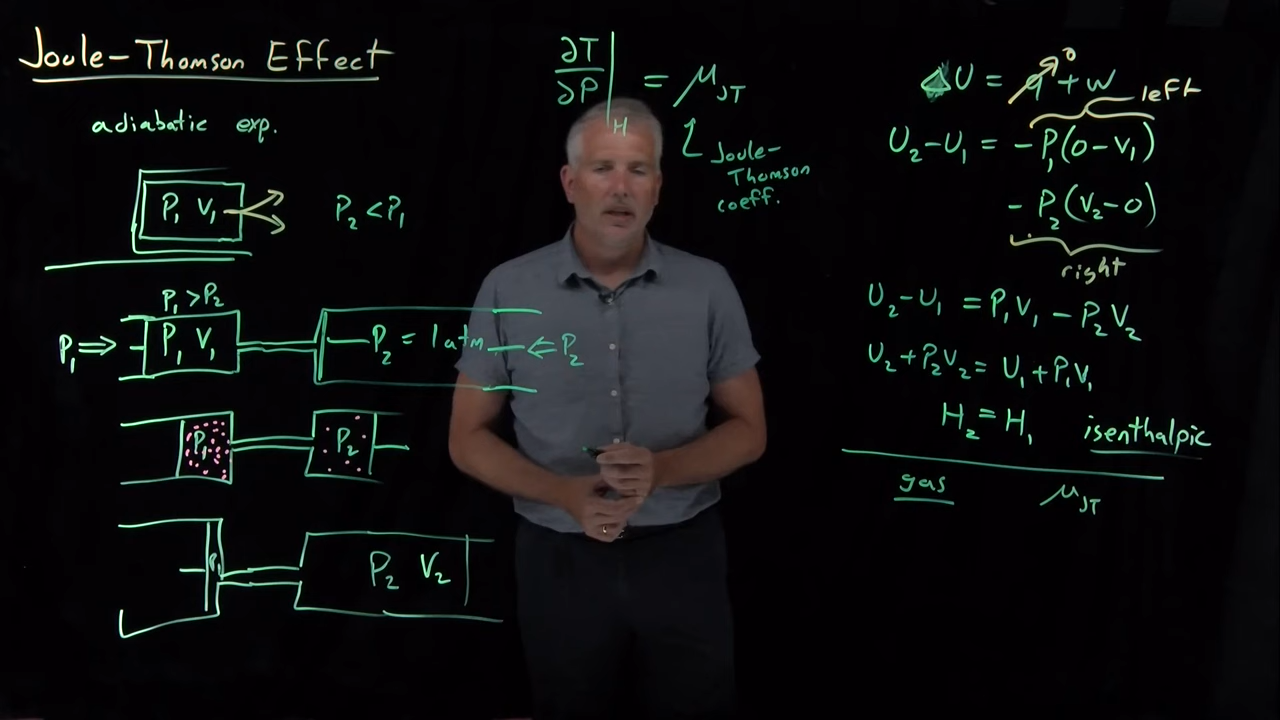 Joule-Thomson Effect
adiabatic exp.
P₁ V₁
P₂ < P₁
P₁ > P₂
P₁ ⇒ P₁ V₁
P₂ = 1 atm ⇐ P₂
P₁ P₂
P₁
P₂ V₂
∂T/∂P|H = μJT
Joule-
Thomson
coeff.
ΔU = q⁰ + w
left
U₂-U₁ = -P₁(0-V₁)
-P₂(V₂-0)
right
U₂-U₁ = P₁V₁ - P₂V₂
U₂+P₂V₂ = U₁+P₁V₁
H₂ = H₁ isenthalpic
gas μJT